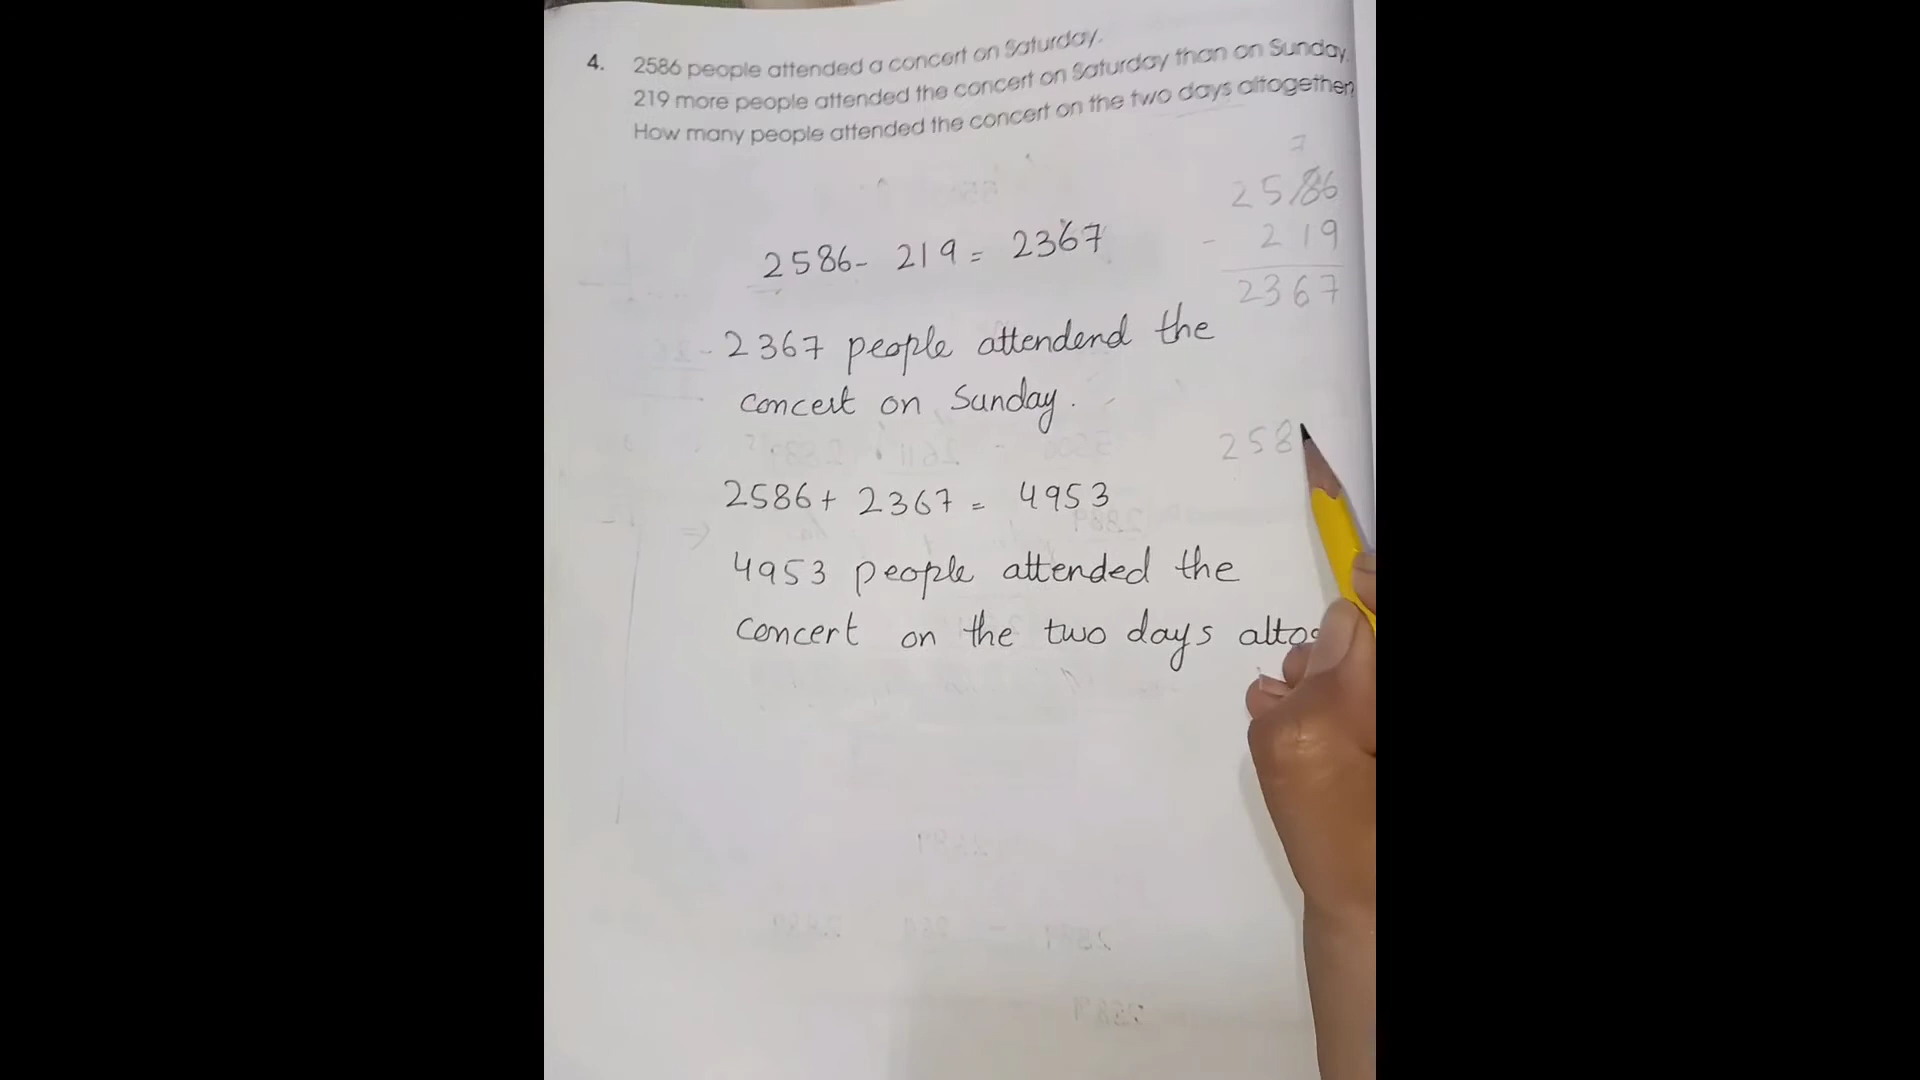 4. 2586 people attended a concert on Saturday.
219 more people attended the concert on Saturday than on Sunday.
How many people attended the concert on the two days altogether?
7
2586
- 219
2367
2586 - 219 = 2367
2367 people attendend the
concert on Sunday.
258
2586 + 2367 = 4953
4953 people attended the
concert on the two days altog